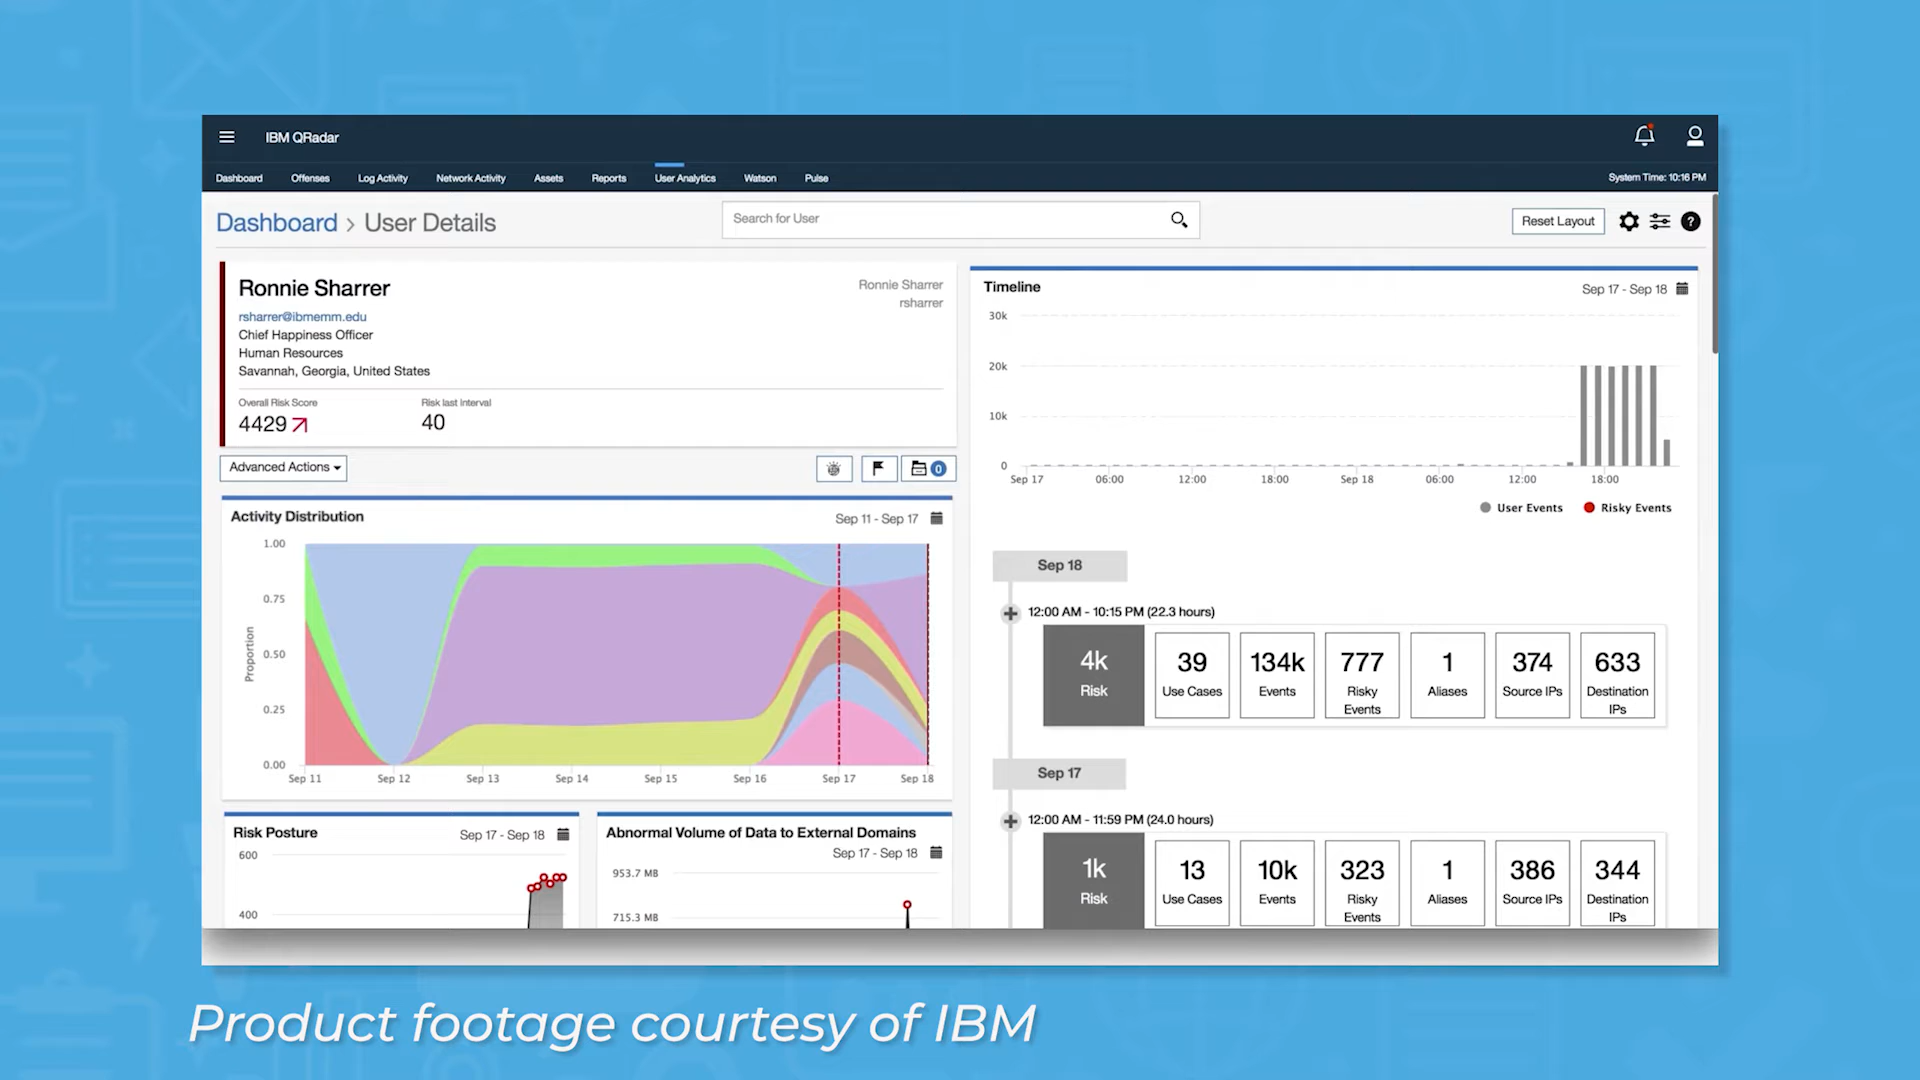 IBM QRadar
Dashboard Offenses Log Activity Network Activity Assets Reports User Analytics Watson Pulse System Time: 10:16 PM
Dashboard > User Details
Search for User
Reset Layout
?
Ronnie Sharrer
rsharrer@ibmemm.edu
Chief Happiness Officer
Human Resources
Savannah, Georgia, United States
Ronnie Sharrer
rsharrer
Overall Risk Score
4429
Risk last interval
40
Advanced Actions
0
Activity Distribution
Sep 11 - Sep 17
1.00
0.75
0.50
0.25
0.00
Proportion
Sep 11 Sep 12 Sep 13 Sep 14 Sep 15 Sep 16 Sep 17 Sep 18
Risk Posture
Sep 17 - Sep 18
600
400
Abnormal Volume of Data to External Domains
Sep 17 - Sep 18
953.7 MB
715.3 MB
Timeline
Sep 17 - Sep 18
30k
20k
10k
0
Sep 17 06:00 12:00 18:00 Sep 18 06:00 12:00 18:00
User Events Risky Events
Sep 18
12:00 AM - 10:15 PM (22.3 hours)
4k
Risk
39
Use Cases
134k
Events
777
Risky
Events
1
Aliases
374
Source IPs
633
Destination
IPs
Sep 17
12:00 AM - 11:59 PM (24.0 hours)
1k
Risk
13
Use Cases
10k
Events
323
Risky
Events
1
Aliases
386
Source IPs
344
Destination
IPs
Product footage courtesy of IBM